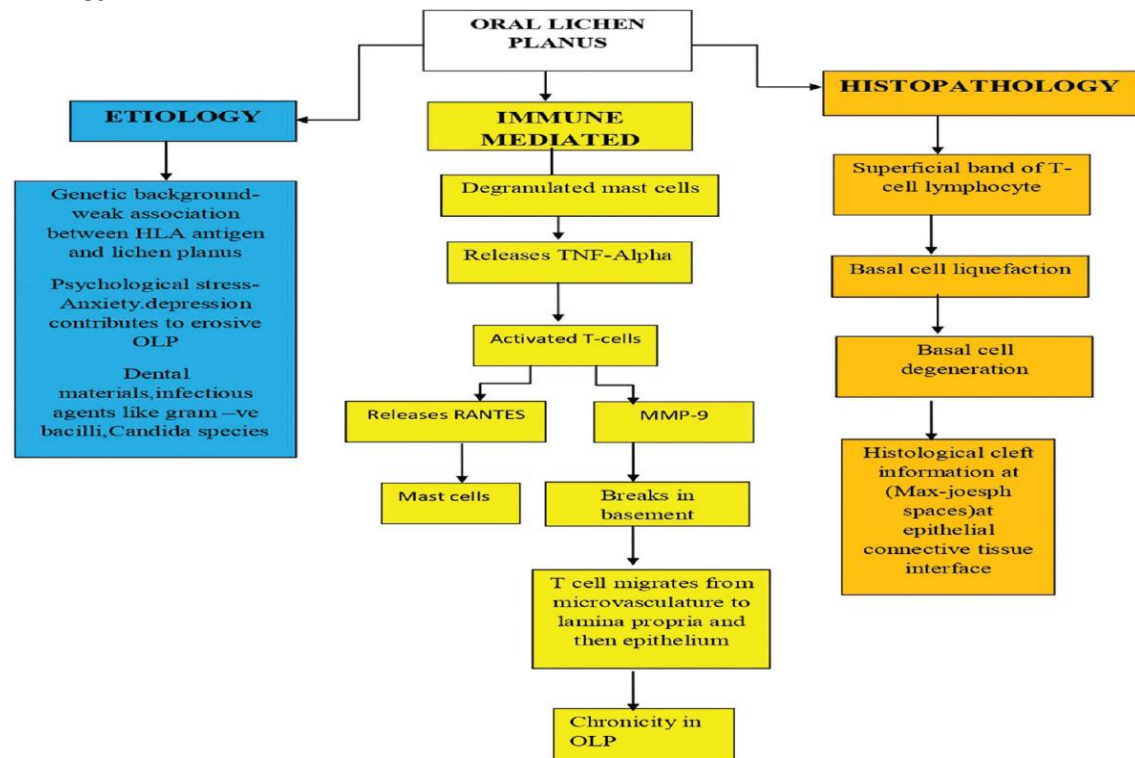 ORAL LICHEN
PLANUS
ETIOLOGY
Genetic background-
weak association
between HLA antigen
and lichen planus
Psychological stress-
Anxiety.depression
contributes to erosive
OLP
Dental
materials,infectious
agents like gram –ve
bacilli,Candida species
IMMUNE
MEDIATED
Degranulated mast cells
Releases TNF-Alpha
Activated T-cells
Releases RANTES
MMP-9
Mast cells
Breaks in
basement
T cell migrates from
microvasculature to
lamina propria and
then epithelium
Chronicity in
OLP
HISTOPATHOLOGY
Superficial band of T-
cell lymphocyte
Basal cell liquefaction
Basal cell
degeneration
Histological cleft
information at
(Max-joesph
spaces)at
epithelial
connective tissue
interface